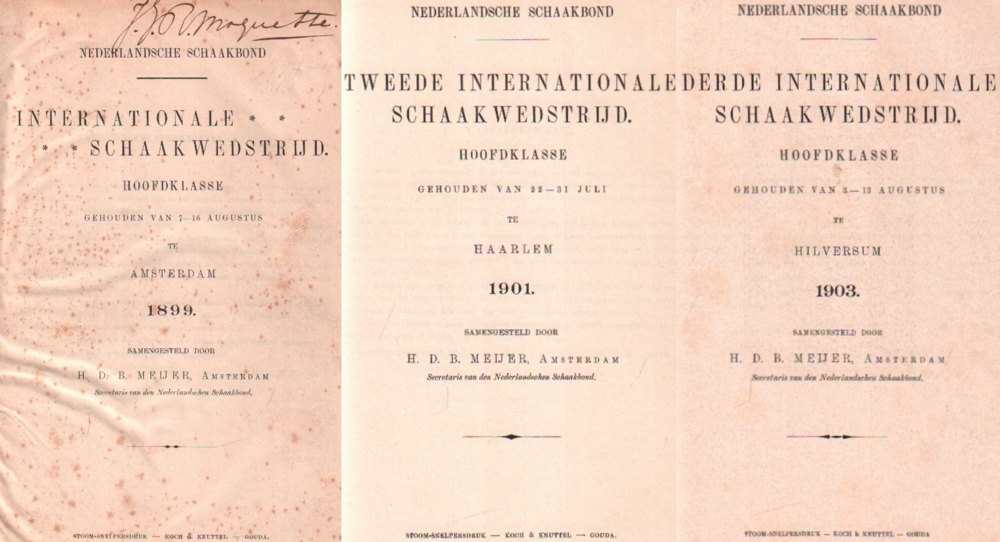 J. J. R. Moquette.
NEDERLANDSCHE SCHAAKBOND
INTERNATIONALE * *
* * SCHAAKWEDSTRIJD.
HOOFDKLASSE
GEHOUDEN VAN 7—16 AUGUSTUS
TE
AMSTERDAM
1899.
SAMENGESTELD DOOR
H. D. B. MEIJER, AMSTERDAM
Secretaris van den Nederlandschen Schaakbond.
STOOM-SNELPERSDRUK — KOCH & KNUTTEL — GOUDA.
NEDERLANDSCHE SCHAAKBOND
TWEEDE INTERNATIONALE
SCHAAKWEDSTRIJD.
HOOFDKLASSE
GEHOUDEN VAN 22—31 JULI
TE
HAARLEM
1901.
SAMENGESTELD DOOR
H. D. B. MEIJER, AMSTERDAM
Secretaris van den Nederlandschen Schaakbond.
STOOM-SNELPERSDRUK — KOCH & KNUTTEL — GOUDA.
NEDERLANDSCHE SCHAAKBOND
DERDE INTERNATIONALE
SCHAAKWEDSTRIJD.
HOOFDKLASSE
GEHOUDEN VAN 3—13 AUGUSTUS
TE
HILVERSUM
1903.
SAMENGESTELD DOOR
H. D. B. MEIJER, AMSTERDAM
Secretaris van den Nederlandschen Schaakbond.
STOOM-SNELPERSDRUK — KOCH & KNUTTEL — GOUDA